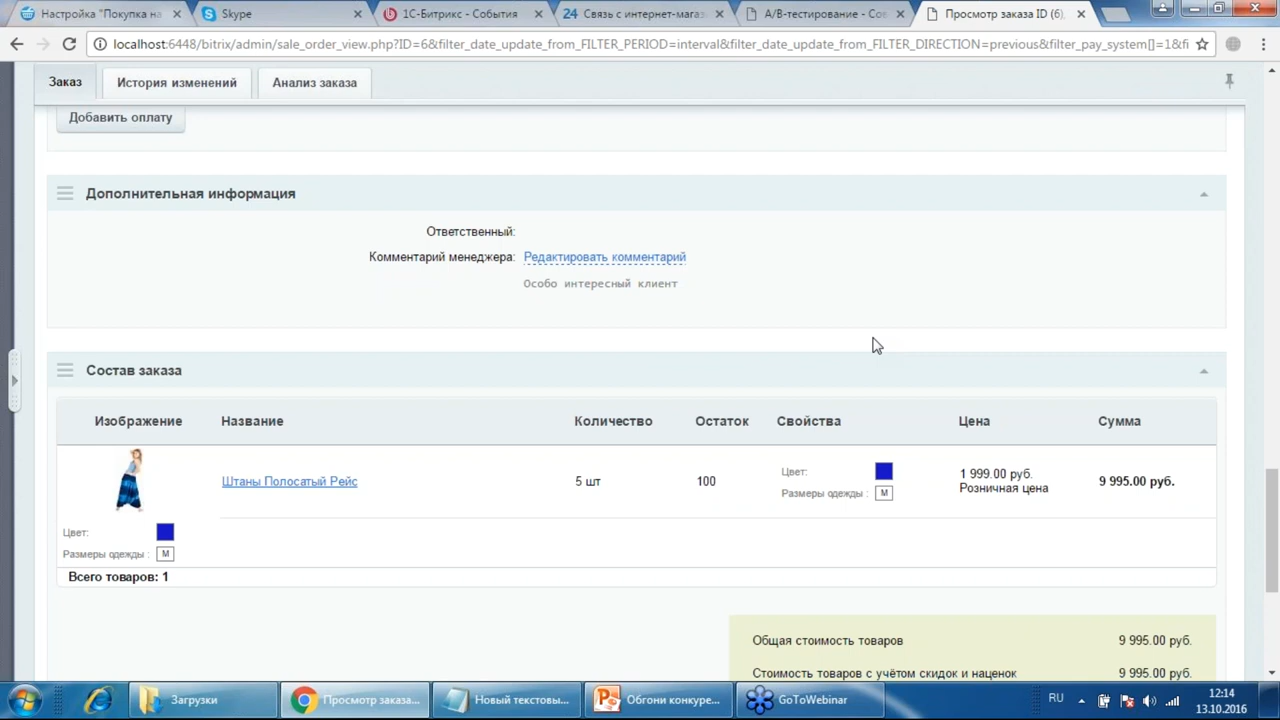 Настройка "Покупка на
Skype
1С-Битрикс - События
Связь с интернет-магаз
A/B-тестирование - Сов
Просмотр заказа ID (6),
localhost:6448/bitrix/admin/sale_order_view.php?ID=6&filter_date_update_from_FILTER_PERIOD=interval&filter_date_update_from_FILTER_DIRECTION=previous&filter_pay_system[]=1&fi
Заказ
История изменений
Анализ заказа
Добавить оплату
Дополнительная информация
Ответственный:
Комментарий менеджера: Редактировать комментарий
Особо интересный клиент
Состав заказа
Изображение Название Количество Остаток Свойства Цена Сумма
Штаны Полосатый Рейс 5 шт 100
Цвет:
Размеры одежды : M
1 999.00 руб.
Розничная цена
9 995.00 руб.
Цвет:
Размеры одежды : M
Всего товаров: 1
Общая стоимость товаров 9 995.00 руб.
Стоимость товаров с учётом скидок и наценок 9 995.00 руб.
Загрузки
Просмотр заказа...
Новый текстовы...
Обгони конкуре...
GoToWebinar
RU
12:14
13.10.2016